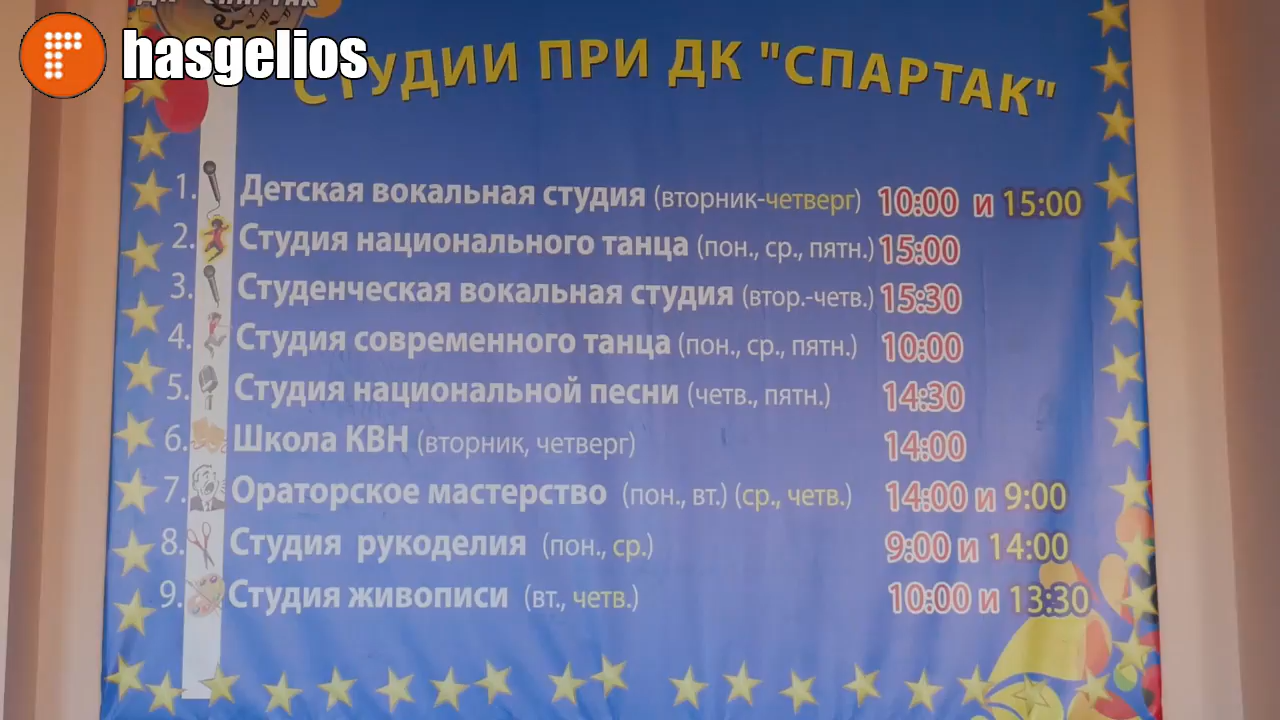 ДК "СПАРТАК"
hasgelios
СТУДИИ ПРИ ДК "СПАРТАК"
1. Детская вокальная студия (вторник-четверг) 10:00 и 15:00
2. Студия национального танца (пон., ср., пятн.) 15:00
3. Студенческая вокальная студия (втор.-четв.) 15:30
4. Студия современного танца (пон., ср., пятн.) 10:00
5. Студия национальной песни (четв., пятн.) 14:30
6. Школа КВН (вторник, четверг) 14:00
7. Ораторское мастерство (пон., вт.) (ср., четв.) 14:00 и 9:00
8. Студия рукоделия (пон., ср.) 9:00 и 14:00
9. Студия живописи (вт., четв.) 10:00 и 13:30